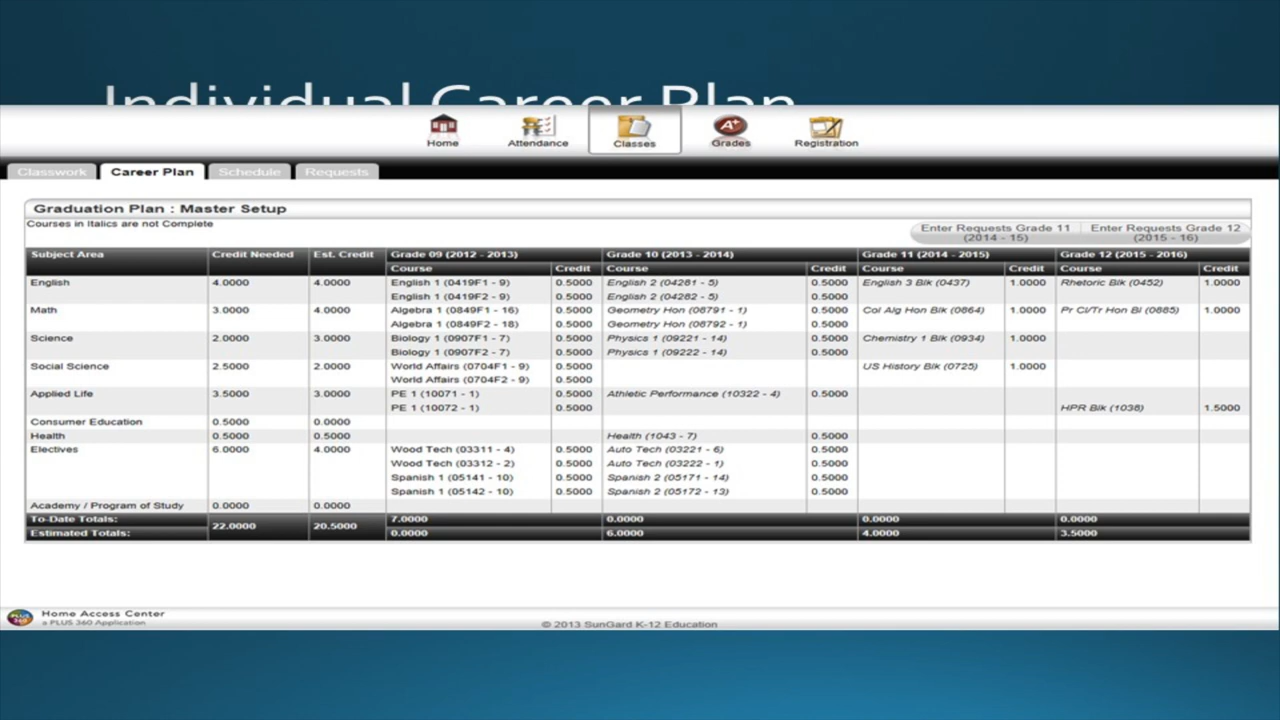 Individual Career Plan
Home Attendance Classes Grades Registration
Classwork Career Plan Schedule Requests
Graduation Plan : Master Setup
Courses in Italics are not Complete
Enter Requests Grade 11 (2014 - 15) Enter Requests Grade 12 (2015 - 16)
Subject Area Credit Needed Est. Credit Grade 09 (2012 - 2013) Grade 10 (2013 - 2014) Grade 11 (2014 - 2015) Grade 12 (2015 - 2016)
Course Credit Course Credit Course Credit Course Credit
English 4.0000 4.0000 English 1 (0419F1 - 9) 0.5000 English 2 (04281 - 5) 0.5000 English 3 Blk (0437) 1.0000 Rhetoric Blk (0452) 1.0000
English 1 (0419F2 - 9) 0.5000 English 2 (04282 - 5) 0.5000
Math 3.0000 4.0000 Algebra 1 (0849F1 - 16) 0.5000 Geometry Hon (08791 - 1) 0.5000 Col Alg Hon Blk (0864) 1.0000 Pr Cl/Tr Hon Bl (0885) 1.0000
Algebra 1 (0849F2 - 18) 0.5000 Geometry Hon (08792 - 1) 0.5000
Science 2.0000 3.0000 Biology 1 (0907F1 - 7) 0.5000 Physics 1 (09221 - 14) 0.5000 Chemistry 1 Blk (0934) 1.0000
Biology 1 (0907F2 - 7) 0.5000 Physics 1 (09222 - 14) 0.5000
Social Science 2.5000 2.0000 World Affairs (0704F1 - 9) 0.5000 US History Blk (0725) 1.0000
World Affairs (0704F2 - 9) 0.5000
Applied Life 3.5000 3.0000 PE 1 (10071 - 1) 0.5000 Athletic Performance (10322 - 4) 0.5000
PE 1 (10072 - 1) 0.5000 HPR Blk (1038) 1.5000
Consumer Education 0.5000 0.0000
Health 0.5000 0.5000 Health (1043 - 7) 0.5000
Electives 6.0000 4.0000 Wood Tech (03311 - 4) 0.5000 Auto Tech (03221 - 6) 0.5000
Wood Tech (03312 - 2) 0.5000 Auto Tech (03222 - 1) 0.5000
Spanish 1 (05141 - 10) 0.5000 Spanish 2 (05171 - 14) 0.5000
Spanish 1 (05142 - 10) 0.5000 Spanish 2 (05172 - 13) 0.5000
Academy / Program of Study 0.0000 0.0000
To-Date Totals: 22.0000 20.5000 7.0000 0.0000 0.0000 0.0000
Estimated Totals: 0.0000 6.0000 4.0000 3.5000
PLUS 360 Home Access Center
a PLUS 360 Application
© 2013 SunGard K-12 Education